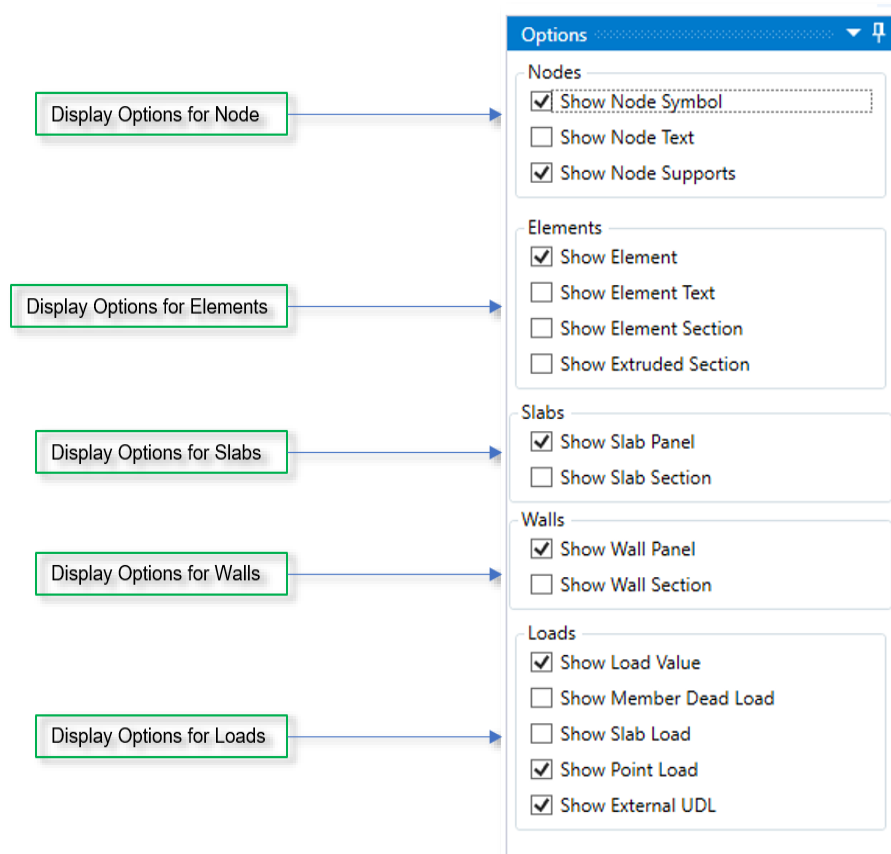 Options
Nodes
Display Options for Node
Show Node Symbol
Show Node Text
Show Node Supports
Elements
Display Options for Elements
Show Element
Show Element Text
Show Element Section
Show Extruded Section
Slabs
Display Options for Slabs
Show Slab Panel
Show Slab Section
Walls
Display Options for Walls
Show Wall Panel
Show Wall Section
Loads
Display Options for Loads
Show Load Value
Show Member Dead Load
Show Slab Load
Show Point Load
Show External UDL